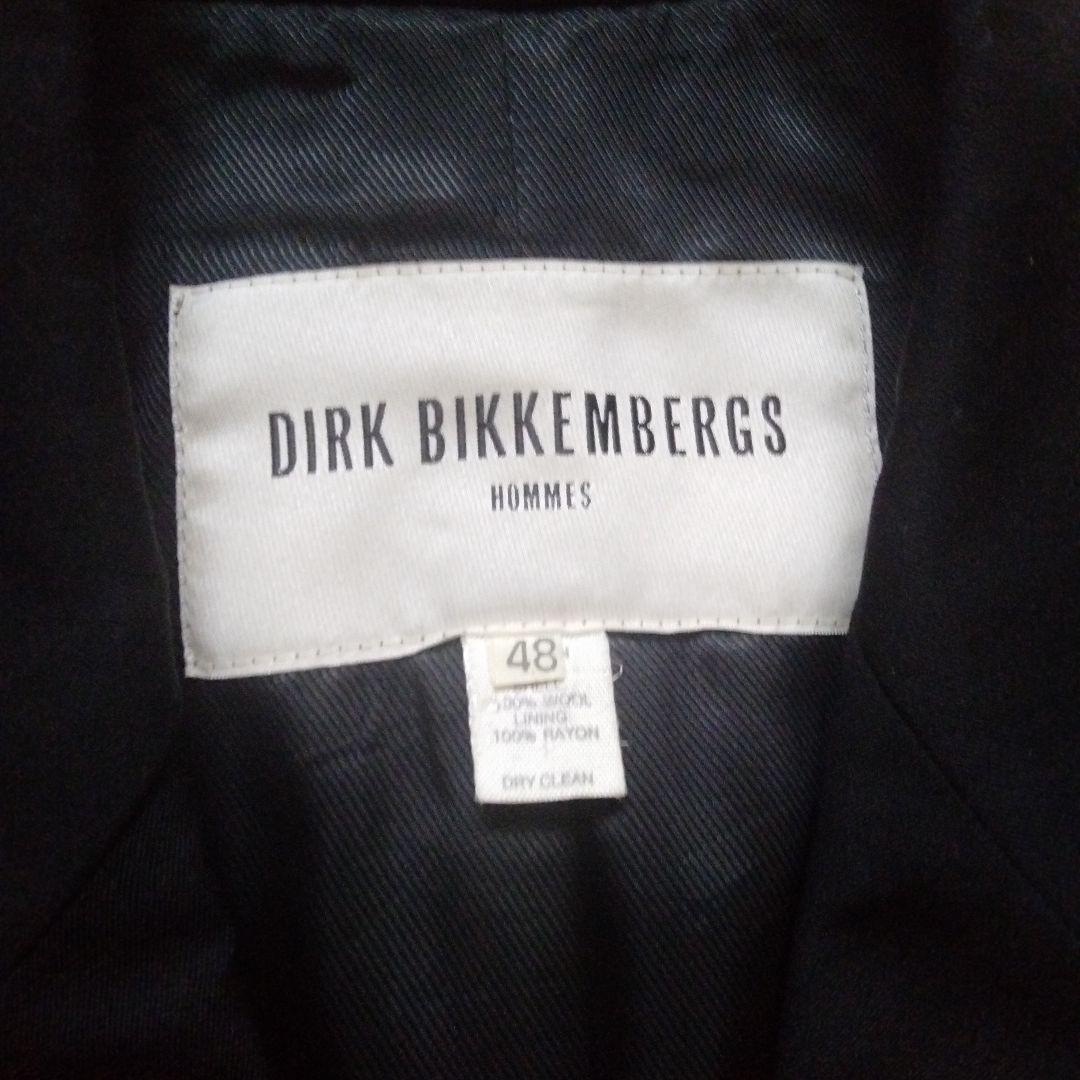 DIRK BIKKEMBERGS
HOMMES
48
100% WOOL
LINING
100% RAYON
DRY CLEAN